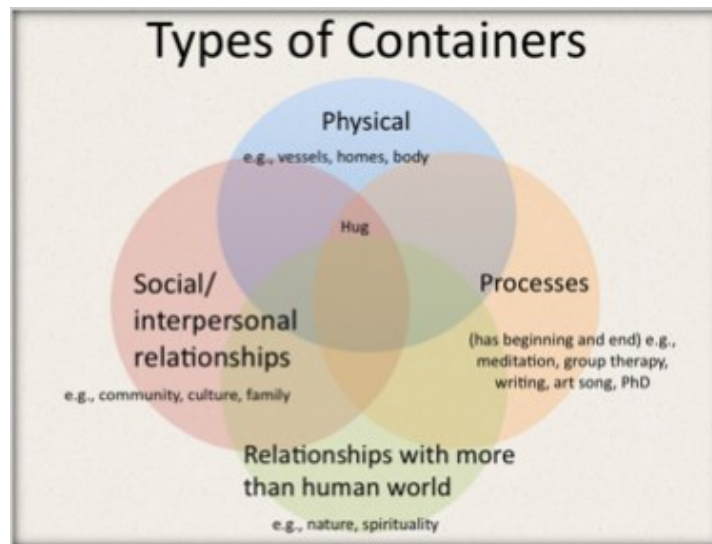 Types of Containers
Physical
e.g., vessels, homes, body
Hug
Social/
interpersonal
relationships
e.g., community, culture, family
Processes
(has beginning and end) e.g.,
meditation, group therapy,
writing, art song, PhD
Relationships with more
than human world
e.g., nature, spirituality